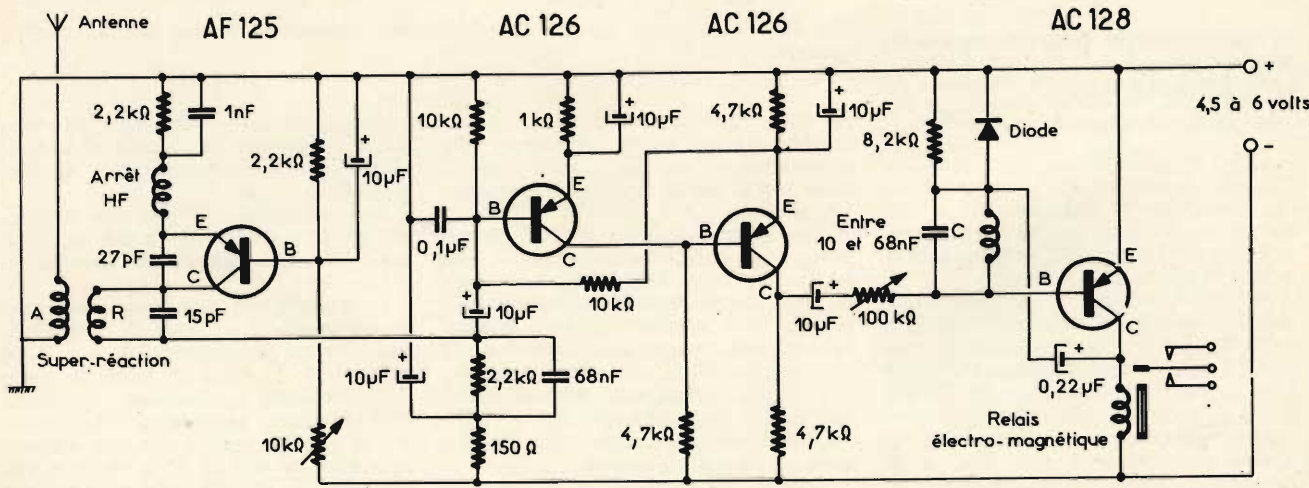 Antenne
AF 125
AC 126
AC 126
AC 128
+
4,5 à 6 volts
−
2,2kΩ
1nF
Arrêt
HF
E
B
C
27pF
15pF
A
R
Super-réaction
2,2kΩ
+
10µF
10kΩ
10kΩ
0,1µF
B
1kΩ
+
10µF
E
C
+
10µF
10kΩ
+
10µF
2,2kΩ
68nF
150Ω
4,7kΩ
+
10µF
B
E
C
4,7kΩ
4,7kΩ
+
10µF
100kΩ
Entre
10 et 68nF
C
8,2kΩ
Diode
B
E
C
+
0,22µF
Relais
électro-magnétique